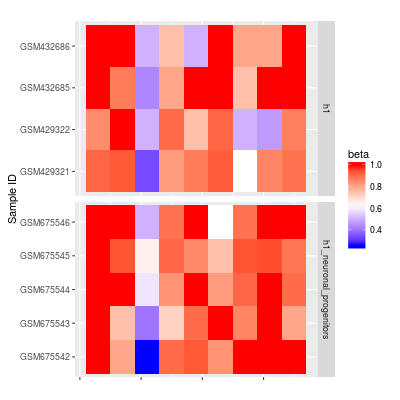 GSM432686
GSM432685
GSM429322
GSM429321
h1
GSM675546
GSM675545
GSM675544
GSM675543
GSM675542
h1_neuronal_progenitors
Sample ID
beta
1.0
0.8
0.6
0.4